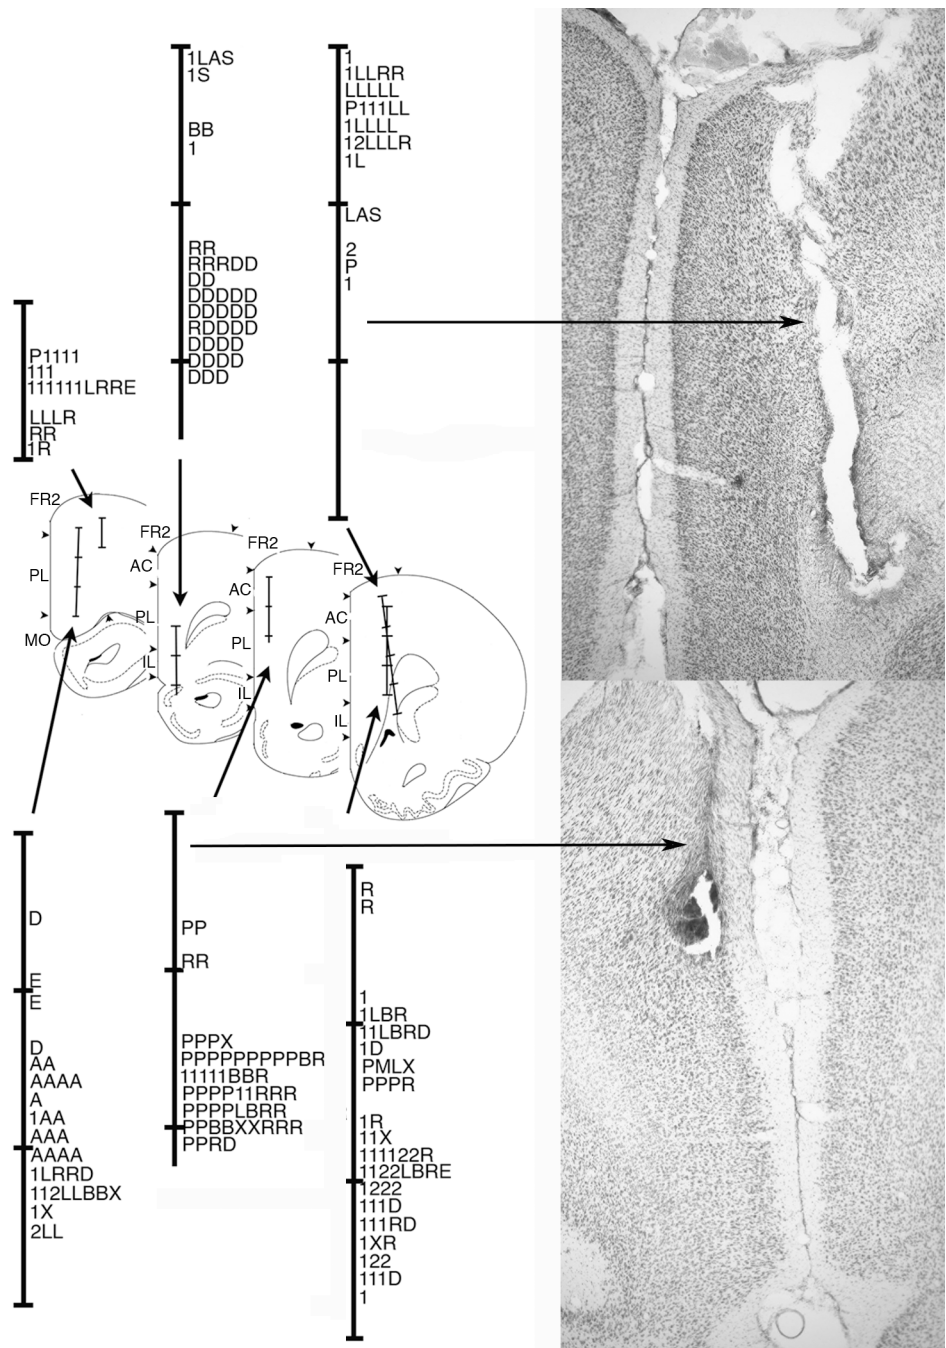 1LAS
1S
BB
1
RR
RRRDD
DD
DDDDD
DDDDD
RDDDD
DDDD
DDDD
DDD
1
1LLRR
LLLLL
P111LL
1LLLL
12LLLR
1L
LAS
2
P
1
P1111
111
111111LRRE
LLLR
RR
1R
FR2
PL
MO
FR2
AC
PL
IL
FR2
AC
PL
IL
FR2
AC
PL
IL
D
E
E
D
AA
AAAA
A
1AA
AAA
AAAA
1LRRD
112LLBBX
1X
2LL
PP
RR
PPPX
PPPPPPPPPBR
11111BBR
PPPP11RRR
PPPPLBRR
PPBBXXRRR
PPRD
R
R
1
1LBR
11LBRD
1D
PMLX
PPPR
1R
11X
111122R
1122LBRE
1222
111D
111RD
1XR
122
111D
1